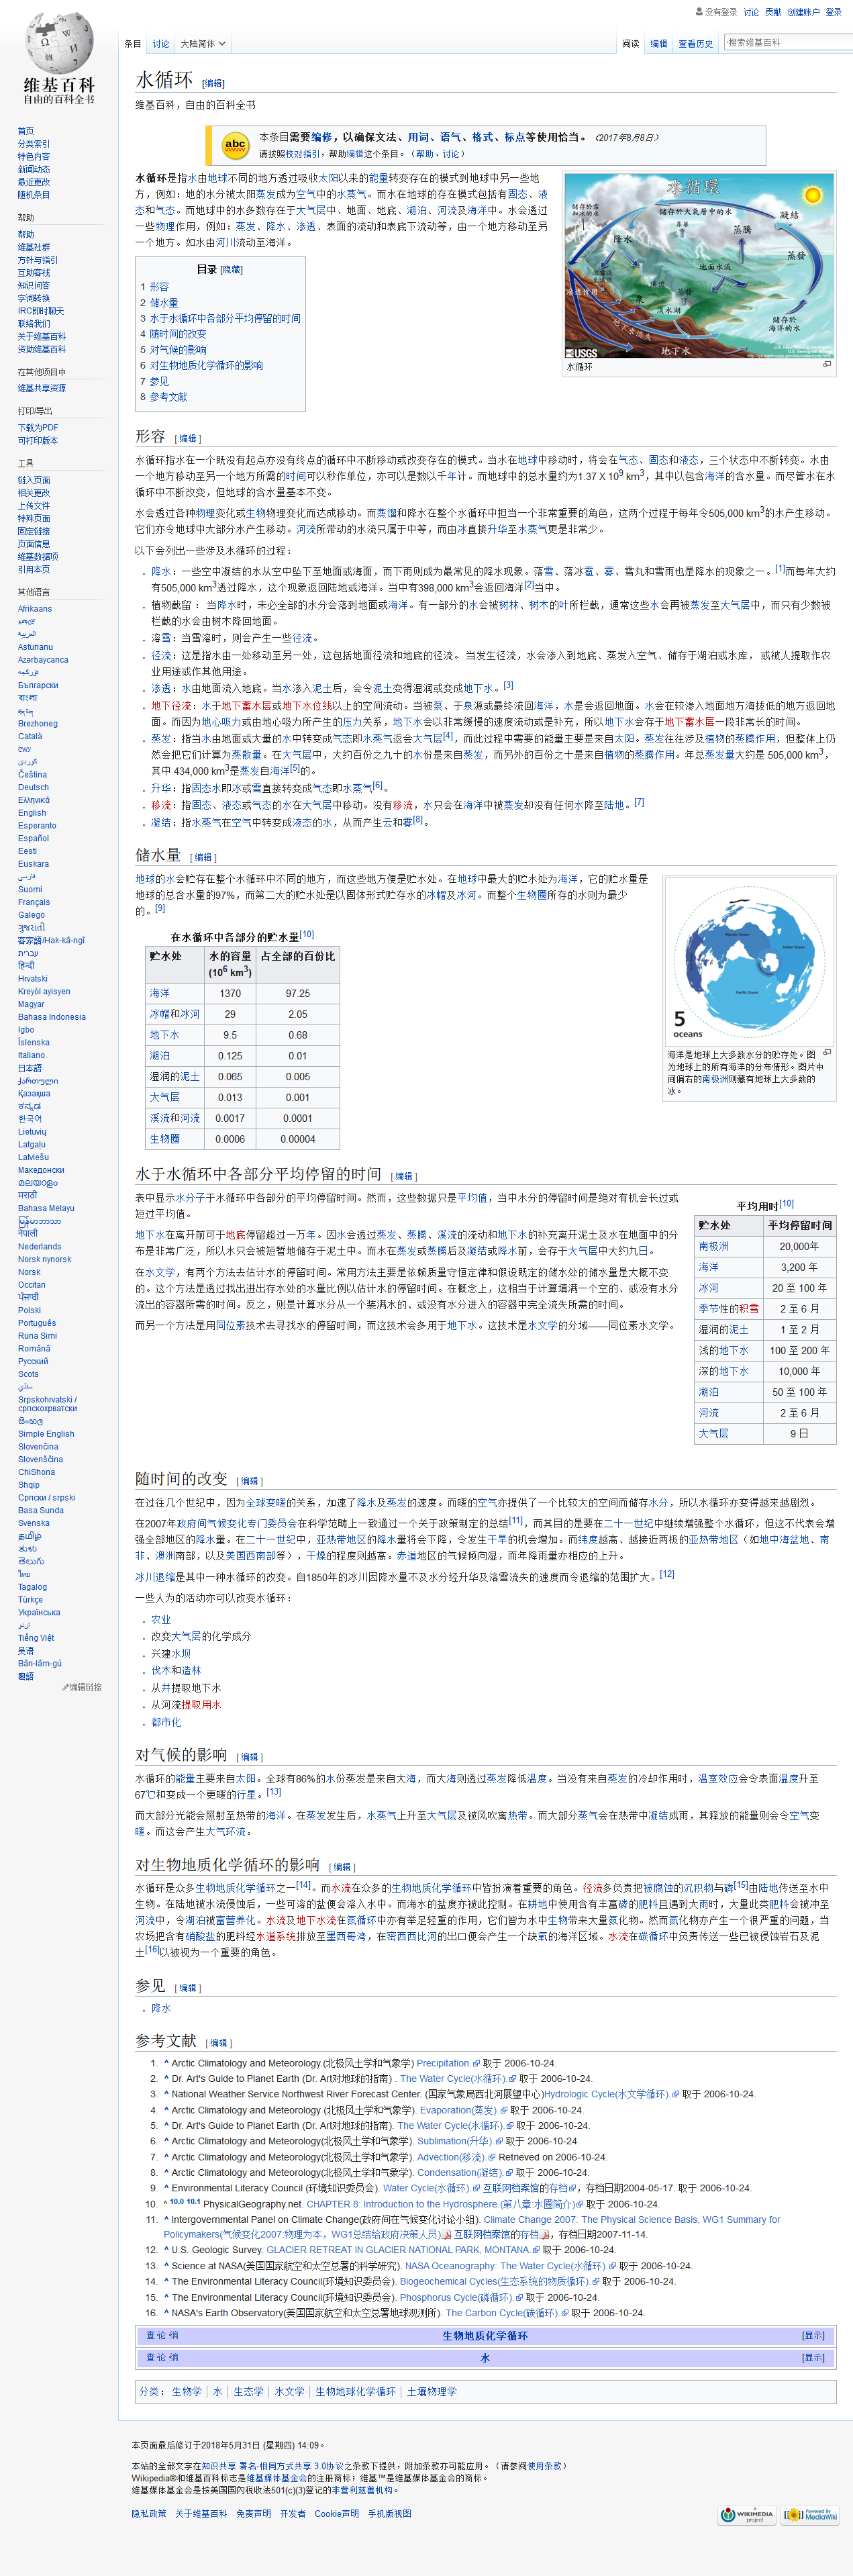 没有登录 讨论 贡献 创建账户 登录
条目 讨论 大陆简体
阅读 编辑 查看历史
搜索维基百科
维基百科
自由的百科全书
首页
分类索引
特色内容
新闻动态
最近更改
随机条目
帮助
帮助
维基社群
方针与指引
互助客栈
知识问答
字词转换
IRC即时聊天
联络我们
关于维基百科
资助维基百科
在其他项目中
维基共享资源
打印/导出
下载为PDF
可打印版本
工具
链入页面
相关更改
上传文件
特殊页面
固定链接
页面信息
维基数据项
引用本页
其他语言
Afrikaans
አማርኛ
العربية
Asturianu
Azərbaycanca
تۆرکجه
Български
বাংলা
Brezhoneg
Català
ᏣᎳᎩ
کوردی
Čeština
Deutsch
Ελληνικά
English
Esperanto
Español
Eesti
Euskara
فارسی
Suomi
Français
Galego
ગુજરાતી
客家語/Hak-kâ-ngî
עברית
हिन्दी
Hrvatski
Kreyòl ayisyen
Magyar
Bahasa Indonesia
Igbo
Íslenska
Italiano
日本語
ქართული
Қазақша
ಕನ್ನಡ
한국어
Lietuvių
Latgaļu
Latviešu
Македонски
മലയാളം
मराठी
Bahasa Melayu
မြန်မာဘာသာ
नेपाली
Nederlands
Norsk nynorsk
Norsk
Occitan
ਪੰਜਾਬੀ
Polski
Português
Runa Simi
Română
Русский
Scots
سنڌي
Srpskohrvatski /
српскохрватски
සිංහල
Simple English
Slovenčina
Slovenščina
ChiShona
Shqip
Српски / srpski
Basa Sunda
Svenska
தமிழ்
ತುಳು
తెలుగు
ไทย
Tagalog
Türkçe
Українська
اردو
Tiếng Việt
吴语
Bân-lâm-gú
粵語
编辑链接
水循环 [编辑]
维基百科，自由的百科全书
abc
本条目需要编修，以确保文法、用词、语气、格式、标点等使用恰当。（2017年8月8日）
请按照校对指引，帮助编辑这个条目。（帮助、讨论）
水循环是指水由地球不同的地方透过吸收太阳以来的能量转变存在的模式到地球中另一些地
方，例如：地的水分被太阳蒸发成为空气中的水蒸气。而水在地球的存在模式包括有固态、液
态和气态。而地球中的水多数存在于大气层中、地面、地底、湖泊、河流及海洋中。水会透过
一些物理作用，例如：蒸发、降水、渗透、表面的流动和表底下流动等，由一个地方移动至另
一个地方。如水由河川流动至海洋。
水循環
儲存於大氣層中的水
凝結
蒸騰
昇華
降水
蒸發
地面水流
泉
淡水湖
儲存於
海洋的水
地下水
USGS
水循环
目录 [隐藏]
1 形容
2 储水量
3 水于水循环中各部分平均停留的时间
4 随时间的改变
5 对气候的影响
6 对生物地质化学循环的影响
7 参见
8 參考文献
形容 [编辑]
水循环指水在一个既没有起点亦没有终点的循环中不断移动或改变存在的模式。当水在地球中移动时，将会在气态、固态和液态，三个状态中不断转变。水由
一个地方移动至另一个地方所需的时间可以秒作单位，亦可以是数以千年计。而地球中的总水量约为1.37 X 10⁹ km³，其中以包含海洋的含水量。而尽管水在水
循环中不断改变，但地球的含水量基本不变。
水会透过各种物理变化或生物物理变化而达成移动。而蒸馏和降水在整个水循环中担当一个非常重要的角色，这两个过程于每年令505,000 km³的水产生移动。
它们亦令地球中大部分水产生移动。河流所带动的水流只属于中等，而由冰直接升华至水蒸气更是非常少。
以下会列出一些涉及水循环的过程：
降水：一些空中凝结的水从空中坠下至地面或海面，而下雨则成为最常见的降水现象。落雪、落冰雹、雾、雪丸和雪雨也是降水的现象之一。[1]而每年大约
有505,000 km³透过降水，这个现象返回陆地或海洋。当中有398,000 km³会返回海洋[2]当中。
植物截留： 当降水时，未必全部的水分会落到地面或海洋。有一部分的水会被树林、树木的叶所栏截，通常这些水会再被蒸发至大气层中，而只有少数被
栏截的水会由树木降回地面。
溶雪：当雪溶时，则会产生一些径流。
径流：这是指水由一处移动至另一处，这包括地面径流和地底的径流。 当发生径流，水会渗入到地底、蒸发入空气、储存于湖泊或水库， 或被人提取作农
业用途或作其他用途。
渗透：水由地面流入地底。当水渗入泥土后，会令泥土变得湿润或变成地下水。[3]
地下径流：水于地下蓄水层或地下水位线以上的空间流动。当被泵、于泉源或最终流回海洋，水是会返回地面。水会在较渗入地面地方海拔低的地方返回地
面。而因为地心吸力或由地心吸力所产生的压力关系，地下水会以非常缓慢的速度流动或是补充，所以地下水会存于地下蓄水层一段非常长的时间。
蒸发：指当水由地面或大量的水中转变成气态即水蒸气返会大气层[4]，而此过程中需要的能量主要是来自太阳。蒸发往往涉及植物的蒸腾作用，但整体仍然
会把它们计算为蒸散量。在大气层中，大约百份之九十的水份是来自蒸发，而另外的百份之十是来自植物的蒸腾作用。年总蒸发量大约是 505,000 km³，
其中 434,000 km³是蒸发自海洋[5]的。
升华：指固态水即冰或雪直接转变成气态即水蒸气[6]。
移流：指固态、液态或气态的水在大气层中移动。没有移流，水只会在海洋中被蒸发却没有任何水降至陆地。[7]
凝结：指水蒸气在空气中转变成液态的水，从而产生云和雾[8]。
储水量 [编辑]
地球的水会贮存在整个水循环中不同的地方，而这些地方便是贮水处。在地球中最大的贮水处为海洋，它的贮水量是
地球的总含水量的97%，而第二大的贮水处是以固体形式贮存水的冰帽及冰河。而整个生物圈所存的水则为最少
的。[9]
在水循环中各部分的贮水量[10]
贮水处 水的容量 (10⁶ km³) 占全部的百份比
海洋 1370 97.25
冰帽和冰河 29 2.05
地下水 9.5 0.68
湖泊 0.125 0.01
湿润的泥土 0.065 0.005
大气层 0.013 0.001
溪流和河流 0.0017 0.0001
生物圈 0.0006 0.00004
5
oceans
海洋是地球上大多数水分的贮存处。图
为地球上的所有海洋的分布情形。图片中
间偏右的南极洲则藏有地球上大多数的
冰。
水于水循环中各部分平均停留的时间 [编辑]
表中显示水分子于水循环中各部分的平均停留时间。然而，这些数据只是平均值，当中水分的停留时间是绝对有机会长过或
短过平均值。
地下水在离开前可于地底停留超过一万年。因水会透过蒸发、蒸腾、溪流的流动和地下水的补充离开泥土及水在地面中的分
布是非常广泛，所以水只会被短暂地储存于泥土中。而水在蒸发或蒸腾后及凝结或降水前，会存于大气层中大约九日。
在水文学，有两个方法去估计水的停留时间。常用方法主要是依赖质量守恒定律和假设既定的储水处的储水量是大概不变
的。这个方法是透过找出进出存水处的水量比例以估计水的停留时间。在概念上，这相当于计算填满一个空的、或没有水分
流出的容器所需的时间。反之，则是计算水分从一个装满水的、或没有水分进入的容器中完全流失所需的时间。
而另一个方法是用同位素技术去寻找水的停留时间，而这技术会多用于地下水。这技术是水文学的分域——同位素水文学。
平均用时[10]
贮水处 平均停留时间
南极洲 20,000年
海洋 3,200 年
冰河 20 至 100 年
季节性的积雪 2 至 6 月
湿润的泥土 1 至 2 月
浅的地下水 100 至 200 年
深的地下水 10,000 年
湖泊 50 至 100 年
河流 2 至 6 月
大气层 9 日
随时间的改变 [编辑]
在过往几个世纪中，因为全球变暖的关系，加速了降水及蒸发的速度。而暖的空气亦提供了一个比较大的空间而储存水分，所以水循环亦变得越来越剧烈。
在2007年政府间气候变化专门委员会在科学范畴上一致通过一个关于政策制定的总结[11]，而其目的是要在二十一世纪中继续增强整个水循环，但这不代表会增
强全部地区的降水量。在二十一世纪中，亚热带地区的降水量将会下降，令发生干旱的机会增加。而纬度越高、越接近两极的亚热带地区（如地中海盆地、南
非、澳洲南部，以及美国西南部等），干燥的程度则越高。赤道地区的气候倾向湿，而年降雨量亦相应的上升。
冰川退缩是其中一种水循环的改变。自1850年的冰川因降水量不及水分经升华及溶雪流失的速度而令退缩的范围扩大。[12]
一些人为的活动亦可以改变水循环：
农业
改变大气层的化学成分
兴建水坝
伐木和造林
从井提取地下水
从河流提取用水
都市化
对气候的影响 [编辑]
水循环的能量主要来自太阳。全球有86%的水份蒸发是来自大海，而大海则透过蒸发降低温度。当没有来自蒸发的冷却作用时，温室效应会令表面温度升至
67℃和变成一个更暖的行星。[13]
而大部分光能会照射至热带的海洋。在蒸发发生后，水蒸气上升至大气层及被风吹离热带。而大部分蒸气会在热带中凝结成雨，其释放的能量则会令空气变
暖。而这会产生大气环流。
对生物地质化学循环的影响 [编辑]
水循环是众多生物地质化学循环之一[14]。而水流在众多的生物地质化学循环中皆扮演着重要的角色。径流多负责把被腐蚀的沉积物与磷[15]由陆地传送至水中
生物。在陆地被水流侵蚀后，一些可溶的盐便会溶入水中。而海水的盐度亦被此控制。在耕地中使用含有丰富磷的肥料且遇到大雨时，大量此类肥料会被冲至
河流中，令湖泊被富营养化。水流及地下水流在氮循环中亦有举足轻重的作用，它们皆为水中生物带来大量氮化物。然而氮化物亦产生一个很严重的问题，当
农场把含有硝酸盐的肥料经水道系统排放至墨西哥湾，在密西西比河的出口便会产生一个缺氧的海洋区域。水流在碳循环中负责传送一些已被侵蚀岩石及泥
土[16]以被视为一个重要的角色。
参见 [编辑]
降水
参考文献 [编辑]
1. ^ Arctic Climatology and Meteorology.(北极风土学和气象学) Precipitation. 取于 2006-10-24.
2. ^ Dr. Art's Guide to Planet Earth (Dr. Art对地球的指南) . The Water Cycle(水循环). 取于 2006-10-24.
3. ^ National Weather Service Northwest River Forecast Center. (国家气象局西北河展望中心)Hydrologic Cycle(水文学循环). 取于 2006-10-24.
4. ^ Arctic Climatology and Meteorology (北极风土学和气象学). Evaporation(蒸发). 取于 2006-10-24.
5. ^ Dr. Art's Guide to Planet Earth (Dr. Art对地球的指南). The Water Cycle(水循环). 取于 2006-10-24.
6. ^ Arctic Climatology and Meteorology(北极风土学和气象学). Sublimation(升华). 取于 2006-10-24.
7. ^ Arctic Climatology and Meteorology(北极风土学和气象学). Advection(移流). Retrieved on 2006-10-24.
8. ^ Arctic Climatology and Meteorology(北极风土学和气象学). Condensation(凝结). 取于 2006-10-24.
9. ^ Environmental Literacy Council (环境知识委员会). Water Cycle(水循环). 互联网档案馆的存档，存档日期2004-05-17. 取于 2006-10-24.
10. ^ 10.0 10.1 PhysicalGeography.net. CHAPTER 8: Introduction to the Hydrosphere.(第八章:水圈简介) 取于 2006-10-24.
11. ^ Intergovernmental Panel on Climate Change(政府间在气候变化讨论小组). Climate Change 2007: The Physical Science Basis, WG1 Summary for
Policymakers(气候变化2007:物理为本，WG1总结给政府决策人员) 互联网档案馆的存档，存档日期2007-11-14.
12. ^ U.S. Geologic Survey. GLACIER RETREAT IN GLACIER NATIONAL PARK, MONTANA. 取于 2006-10-24.
13. ^ Science at NASA(美国国家航空和太空总署的科学研究). NASA Oceanography: The Water Cycle(水循环). 取于 2006-10-24.
14. ^ The Environmental Literacy Council(环境知识委员会). Biogeochemical Cycles(生态系统的物质循环). 取于 2006-10-24.
15. ^ The Environmental Literacy Council(环境知识委员会). Phosphorus Cycle(磷循环). 取于 2006-10-24.
16. ^ NASA's Earth Observatory(美国国家航空和太空总署地球观测所). The Carbon Cycle(碳循环). 取于 2006-10-24.
查·论·编 生物地质化学循环 [显示]
查·论·编 水 [显示]
分类： 生物学 | 水 | 生态学 | 水文学 | 生物地球化学循环 | 土壤物理学
本页面最后修订于2018年5月31日 (星期四) 14:09。
本站的全部文字在知识共享 署名-相同方式共享 3.0协议之条款下提供，附加条款亦可能应用。（请参阅使用条款）
Wikipedia®和维基百科标志是维基媒体基金会的注册商标；维基™是维基媒体基金会的商标。
维基媒体基金会是按美国国內税收法501(c)(3)登记的非营利慈善机构。
隐私政策 关于维基百科 免责声明 开发者 Cookie声明 手机版视图
A WIKIMEDIA project
Powered By MediaWiki